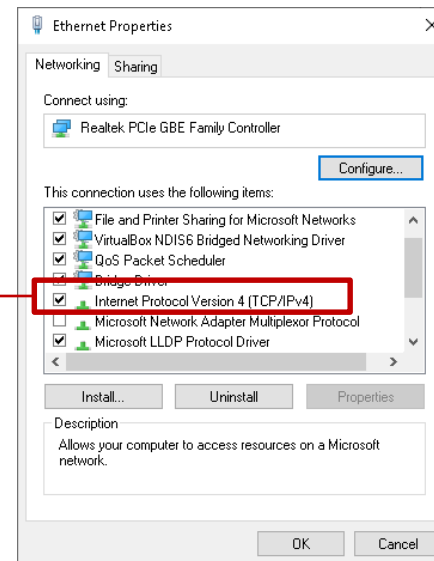 Ethernet Properties
Networking Sharing
Connect using:
Realtek PCIe GBE Family Controller
Configure...
This connection uses the following items:
File and Printer Sharing for Microsoft Networks
VirtualBox NDIS6 Bridged Networking Driver
QoS Packet Scheduler
Bridge Driver
Internet Protocol Version 4 (TCP/IPv4)
Microsoft Network Adapter Multiplexor Protocol
Microsoft LLDP Protocol Driver
Install... Uninstall Properties
Description
Allows your computer to access resources on a Microsoft
network.
OK Cancel